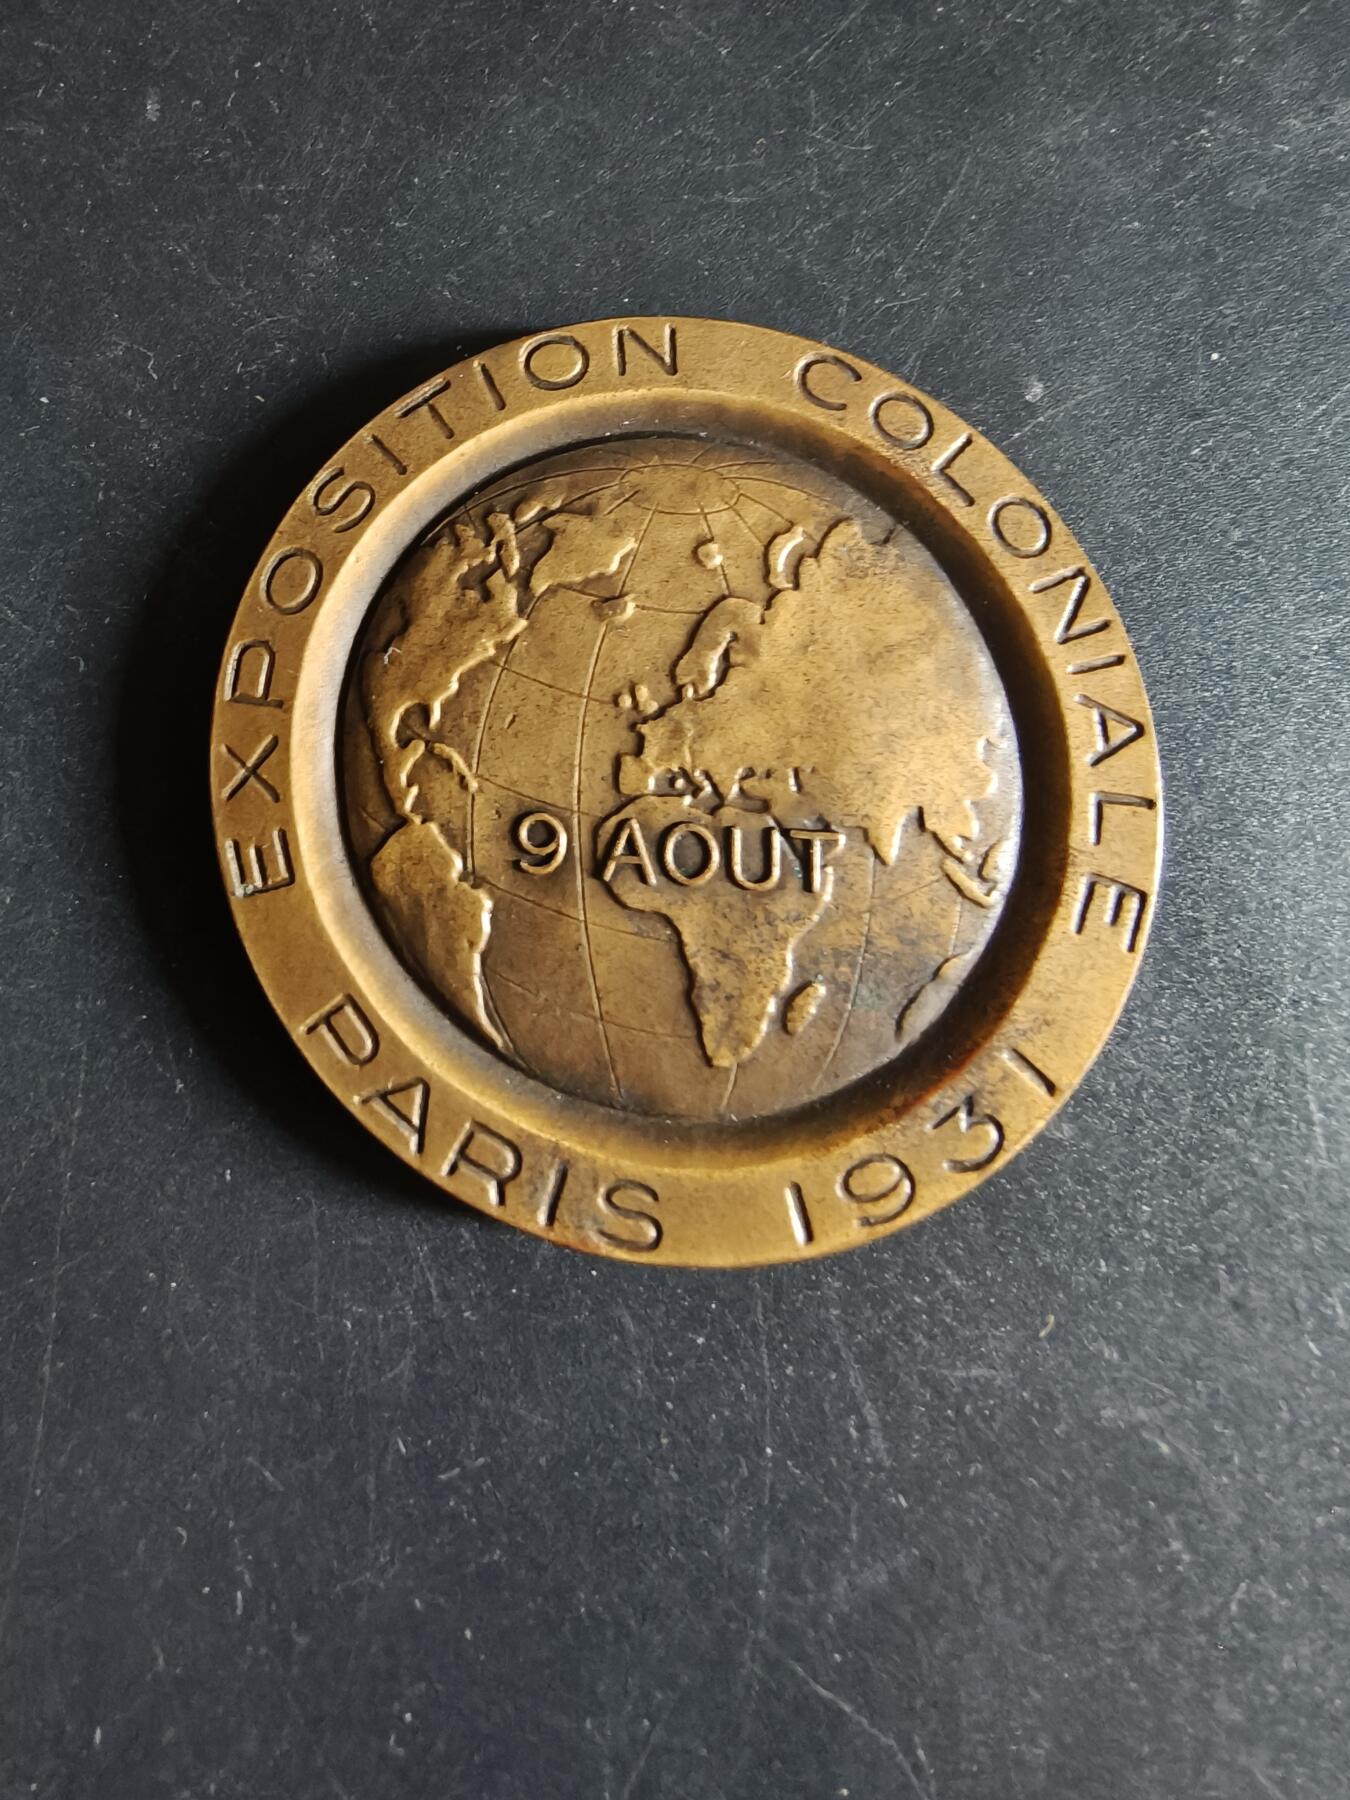 EXPOSITION COLONIALE
9 AOUT
PARIS 1931